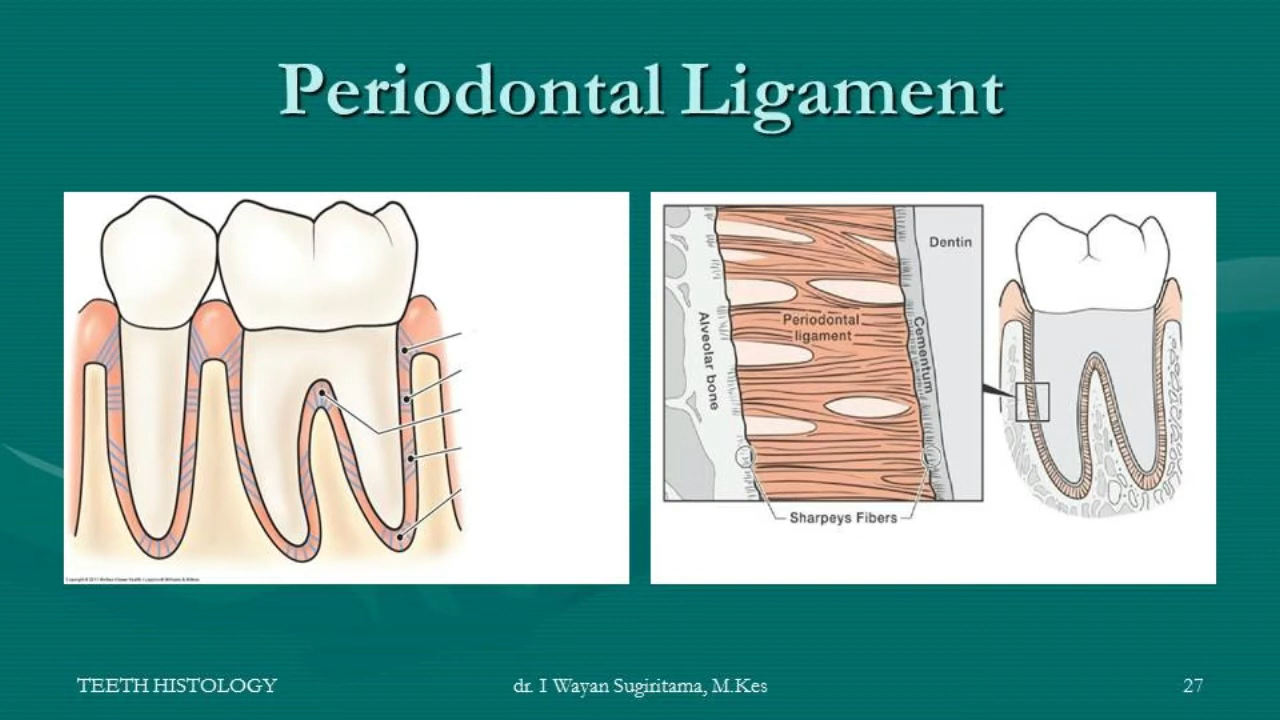 Periodontal Ligament
Dentin
Periodontal
ligament
Alveolar bone
Cementum
Sharpeys Fibers
TEETH HISTOLOGY
dr. I Wayan Sugiritama, M.Kes
27